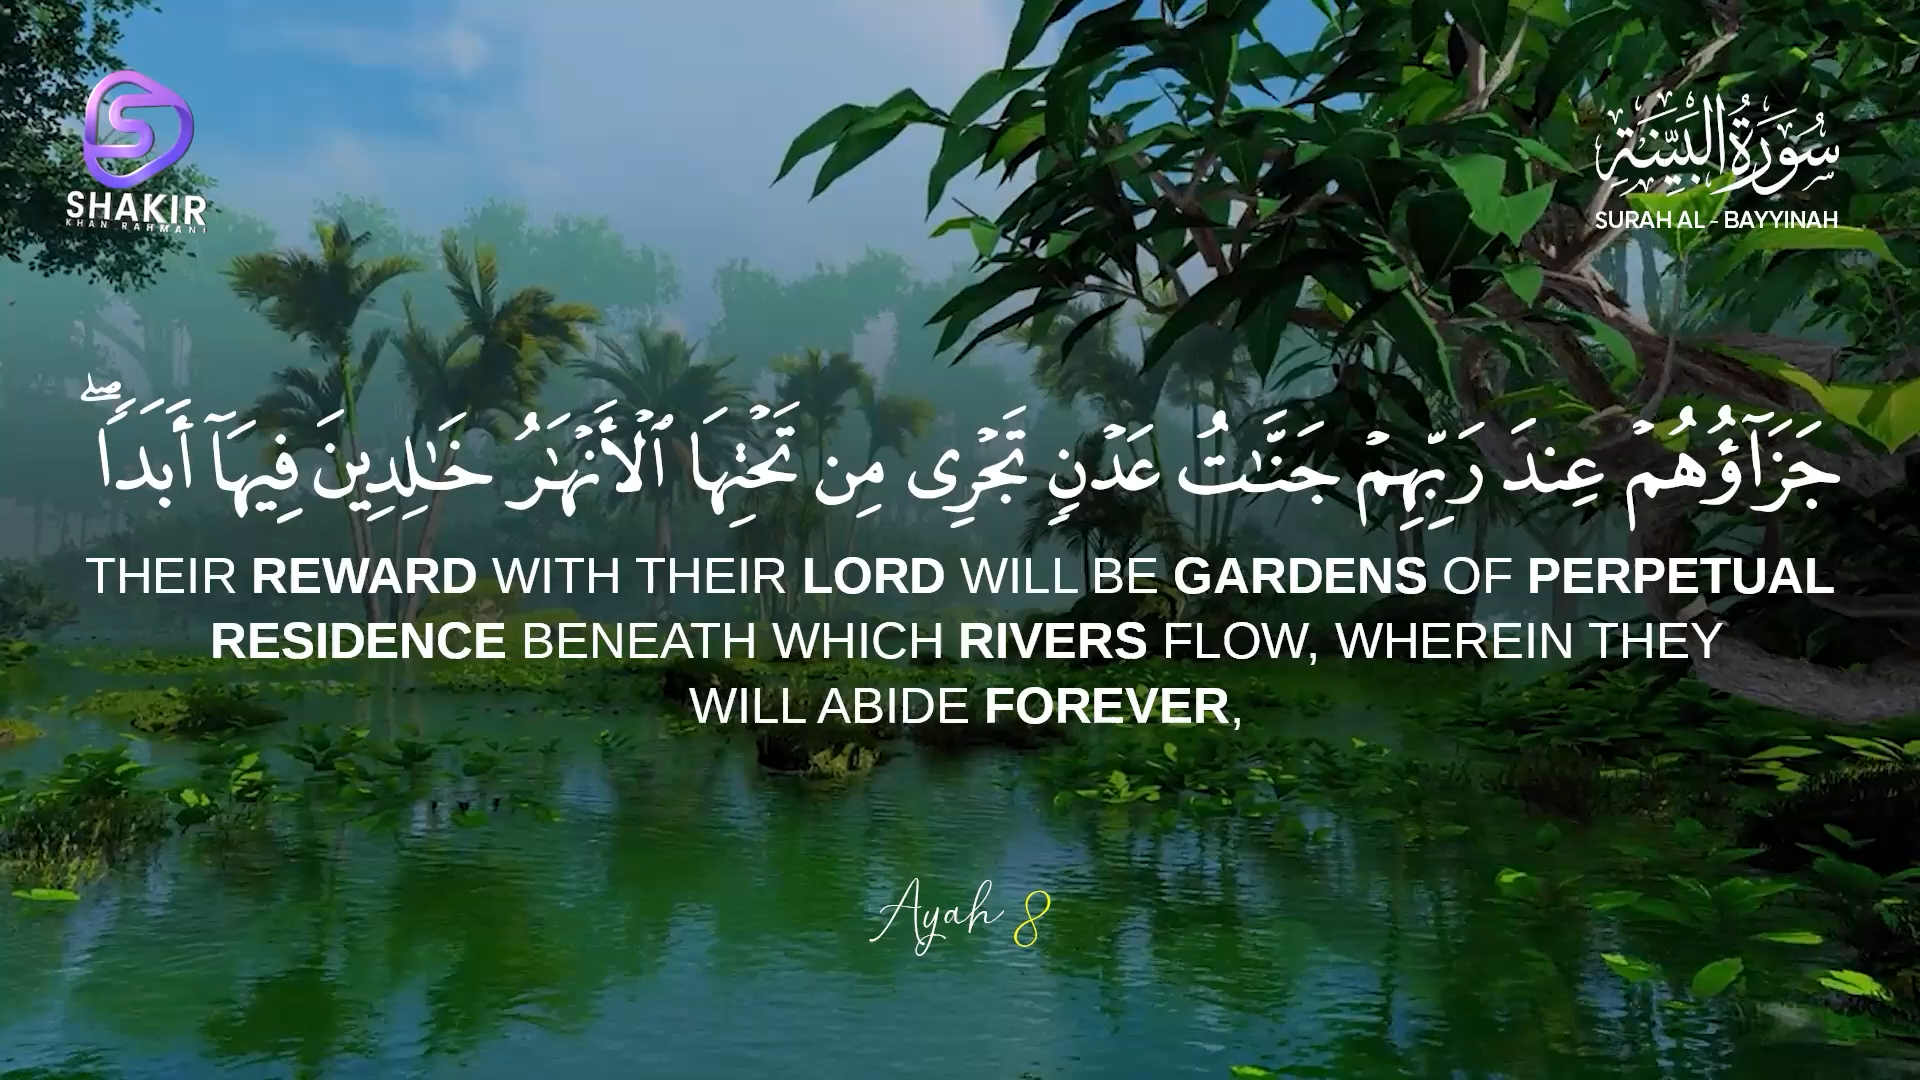 SHAKIR
KHAN RAHMANI
سُورَةُ الْبَيِّنَةِ
SURAH AL - BAYYINAH
جَزَآؤُهُمْ عِندَ رَبِّهِمْ جَنَّـٰتُ عَدْنٍ تَجْرِى مِن تَحْتِهَا ٱلْأَنْهَـٰرُ خَـٰلِدِينَ فِيهَآ أَبَدًا ۖ
THEIR REWARD WITH THEIR LORD WILL BE GARDENS OF PERPETUAL
RESIDENCE BENEATH WHICH RIVERS FLOW, WHEREIN THEY
WILL ABIDE FOREVER,
Ayah 8